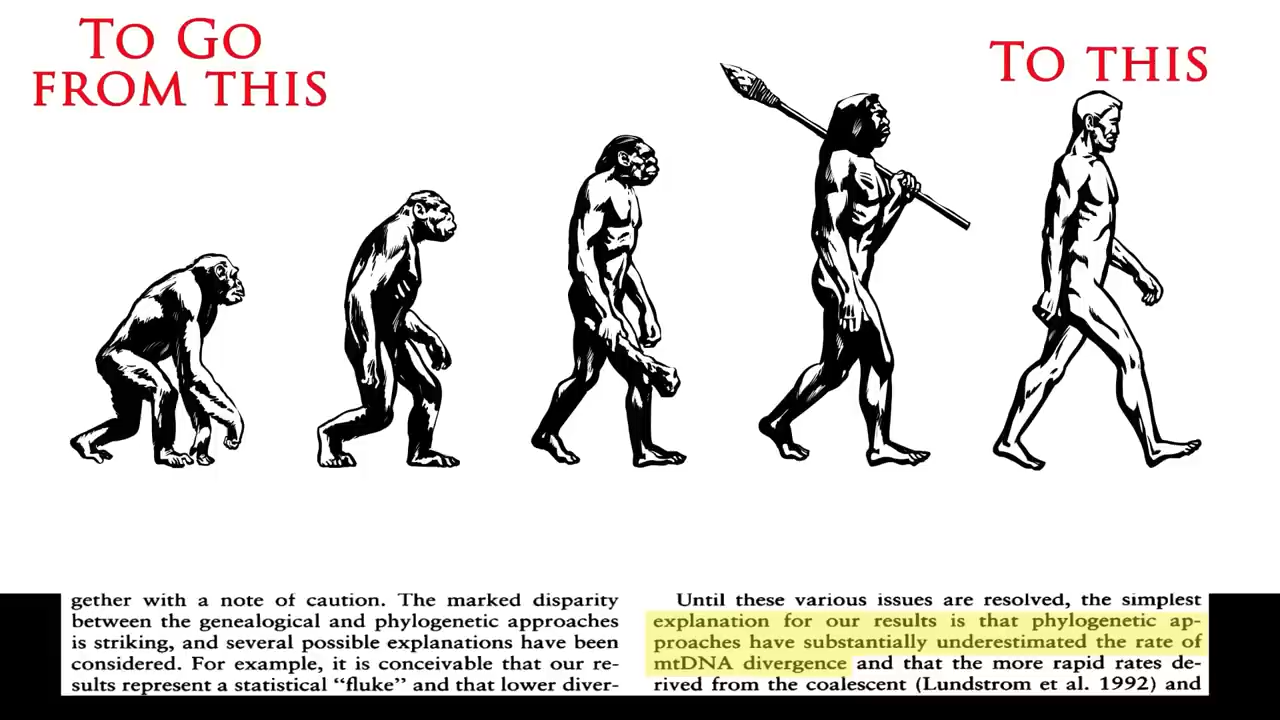 TO GO
FROM THIS
TO THIS
gether with a note of caution. The marked disparity
between the genealogical and phylogenetic approaches
is striking, and several possible explanations have been
considered. For example, it is conceivable that our re-
sults represent a statistical “fluke” and that lower diver-
Until these various issues are resolved, the simplest
explanation for our results is that phylogenetic ap-
proaches have substantially underestimated the rate of
mtDNA divergence and that the more rapid rates de-
rived from the coalescent (Lundstrom et al. 1992) and